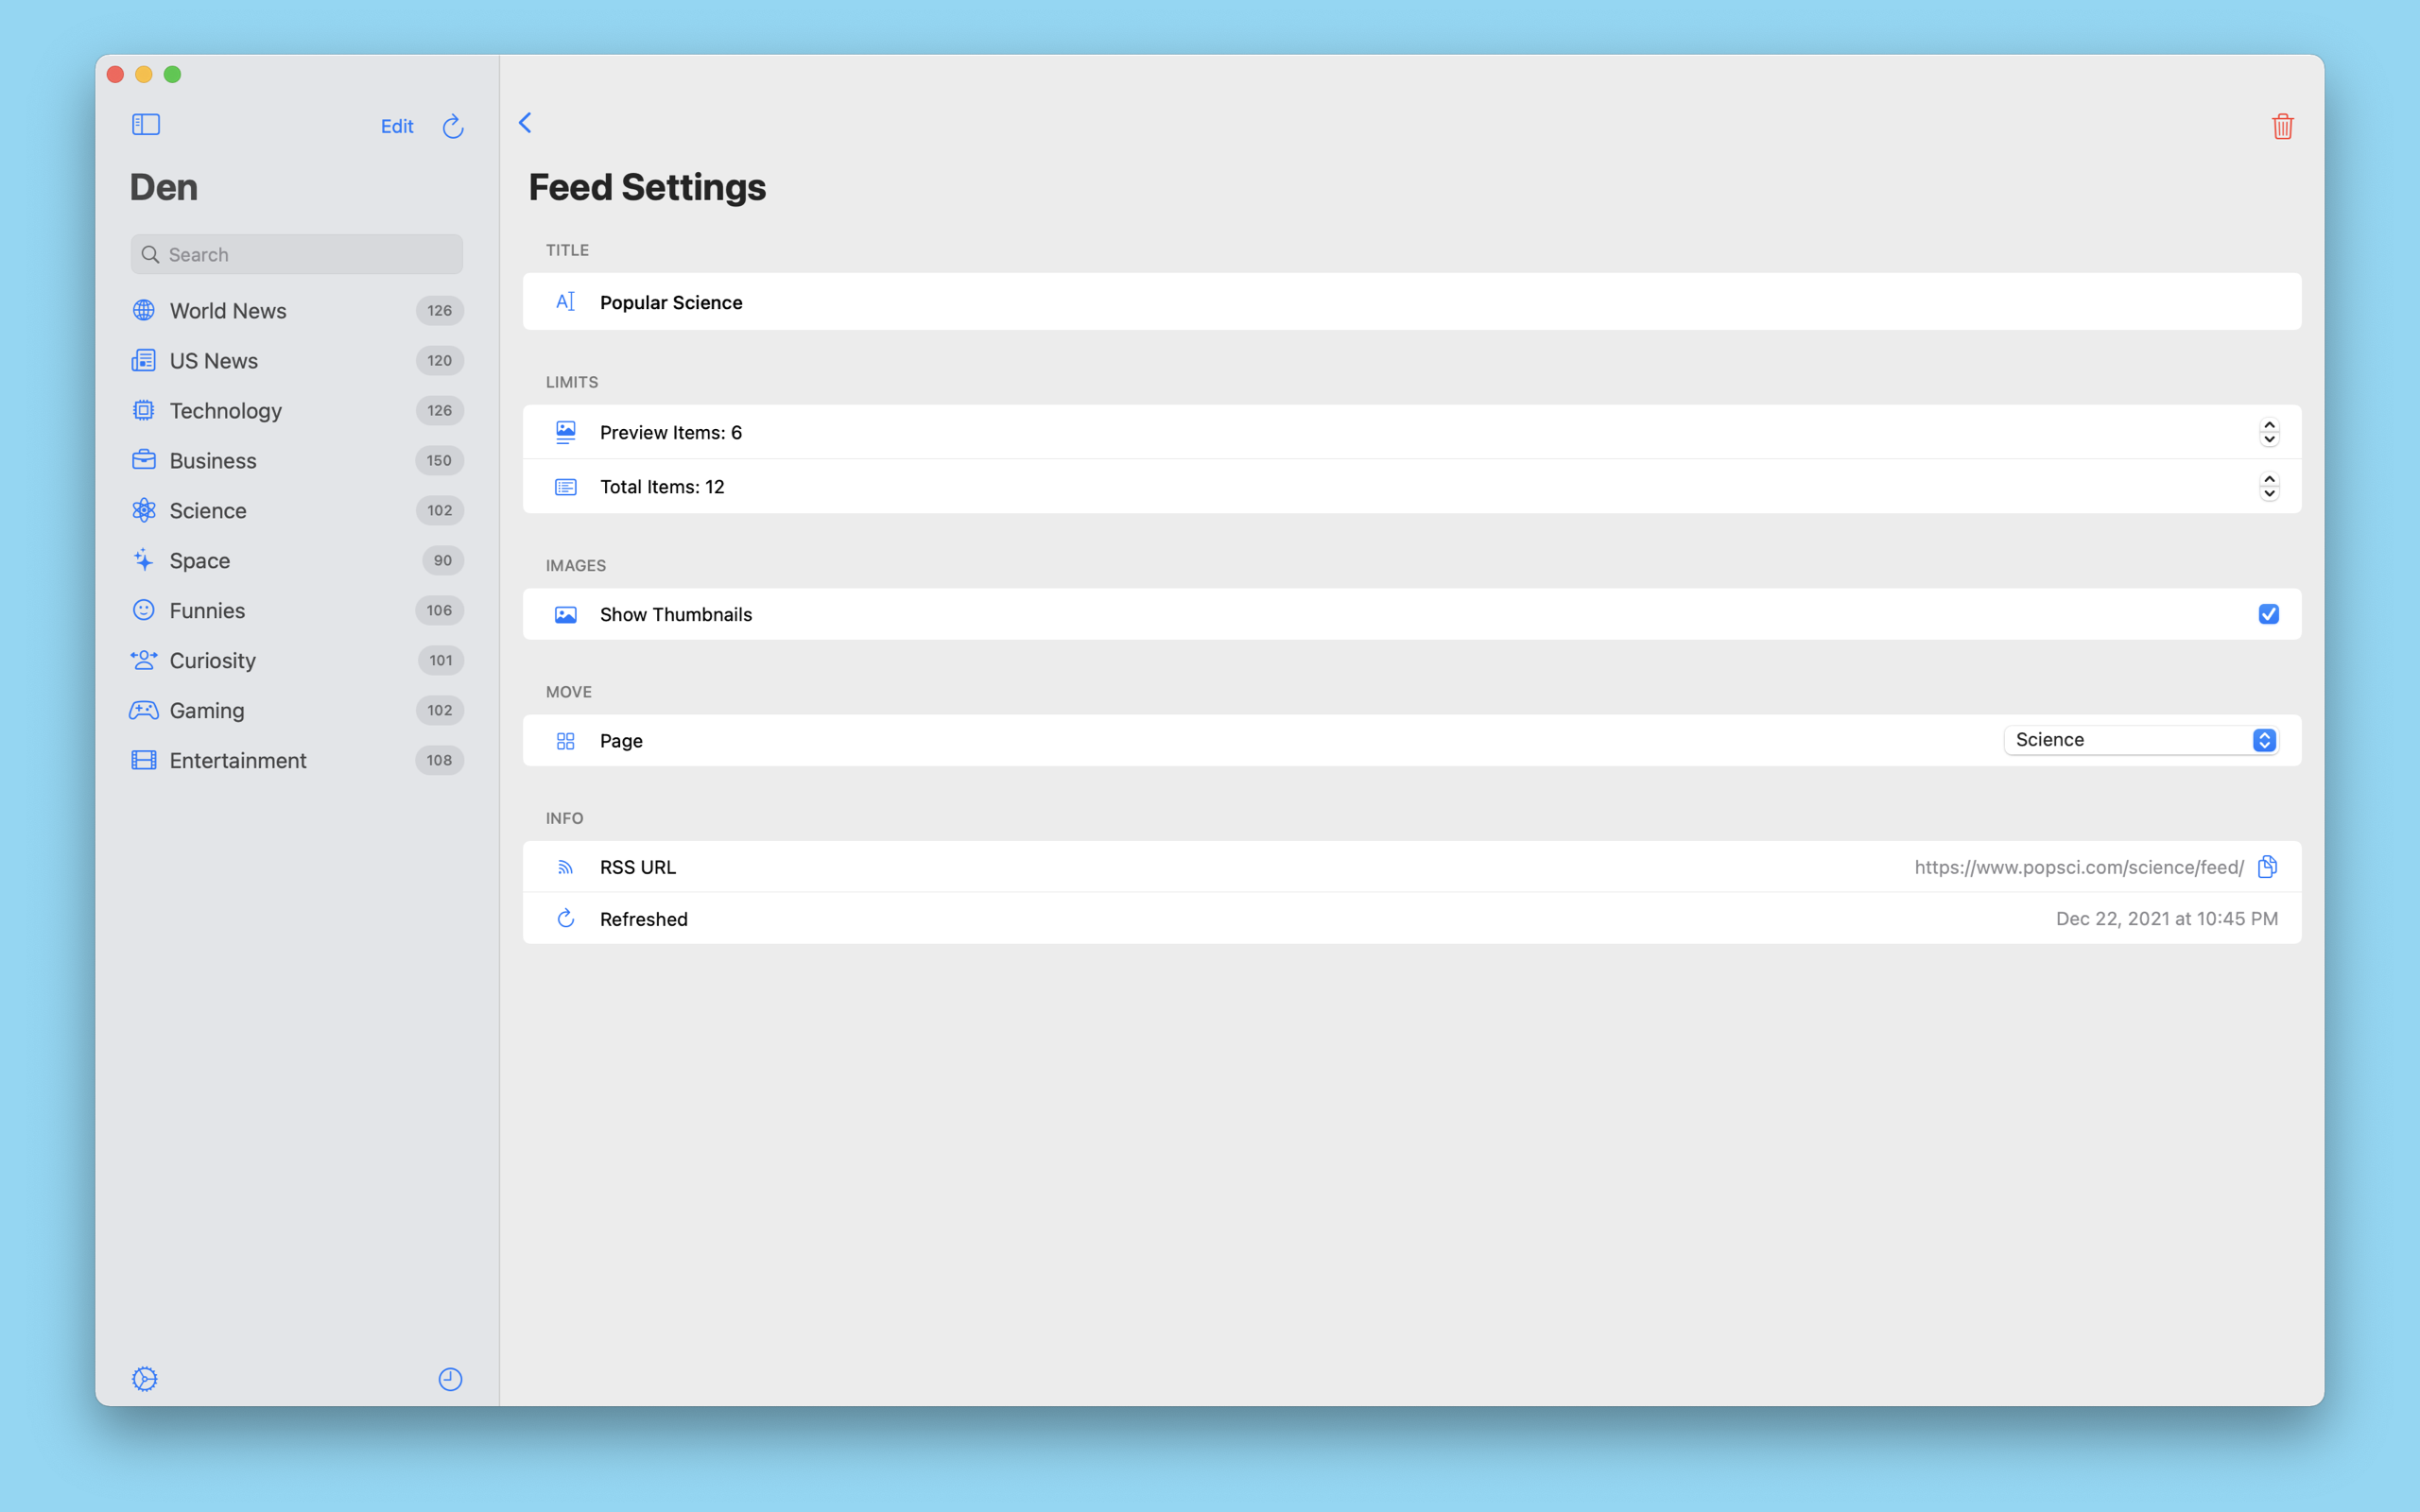 Edit
Den
Search
World News 126
US News 120
Technology 126
Business 150
Science 102
Space 90
Funnies 106
Curiosity 101
Gaming 102
Entertainment 108
Feed Settings
TITLE
Popular Science
LIMITS
Preview Items: 6
Total Items: 12
IMAGES
Show Thumbnails
MOVE
Page Science
INFO
RSS URL https://www.popsci.com/science/feed/
Refreshed Dec 22, 2021 at 10:45 PM